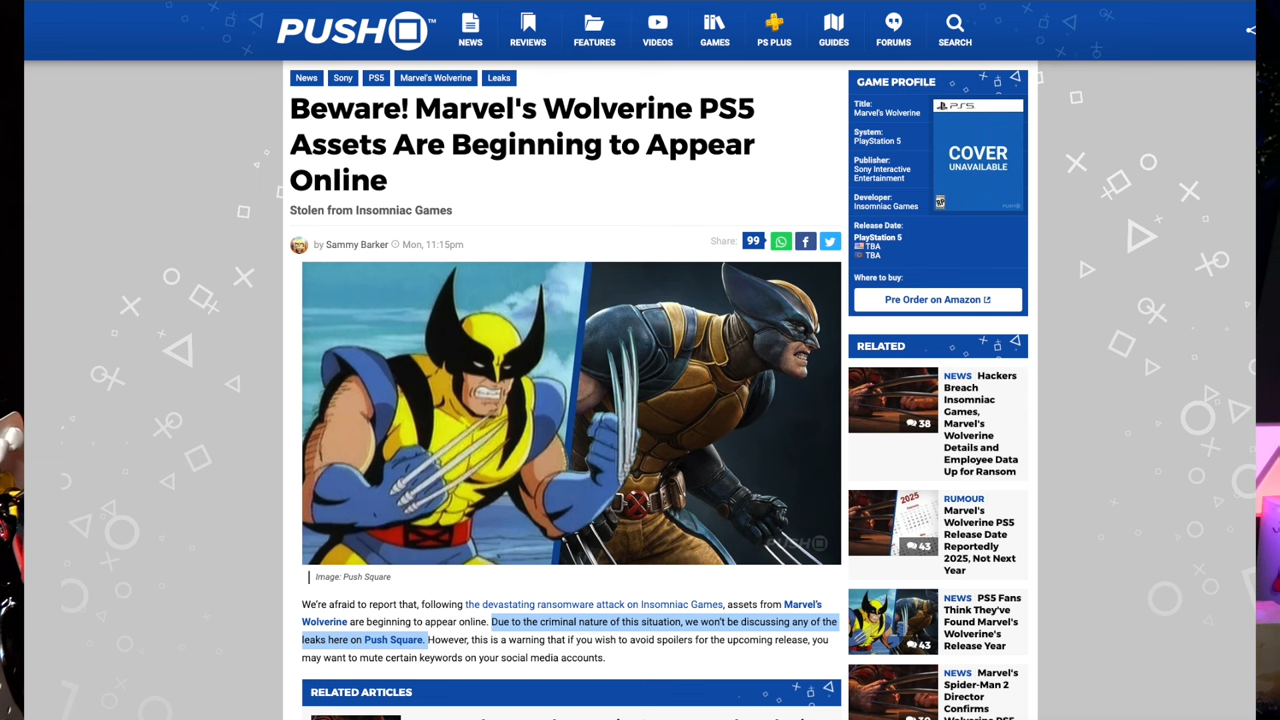 PUSH
NEWS
REVIEWS
FEATURES
VIDEOS
GAMES
PS PLUS
GUIDES
FORUMS
SEARCH
News
Sony
PS5
Marvel's Wolverine
Leaks
Beware! Marvel's Wolverine PS5
Assets Are Beginning to Appear
Online
Stolen from Insomniac Games
by Sammy Barker Mon, 11:15pm
Share: 99
PUSH
Image: Push Square
We're afraid to report that, following the devastating ransomware attack on Insomniac Games, assets from Marvel's
Wolverine are beginning to appear online. Due to the criminal nature of this situation, we won't be discussing any of the
leaks here on Push Square. However, this is a warning that if you wish to avoid spoilers for the upcoming release, you
may want to mute certain keywords on your social media accounts.
RELATED ARTICLES
GAME PROFILE
Title:
Marvel's Wolverine
System:
PlayStation 5
Publisher:
Sony Interactive
Entertainment
Developer:
Insomniac Games
PS5
COVER
UNAVAILABLE
RP
PUSH
Release Date:
PlayStation 5
TBA
TBA
Where to buy:
Pre Order on Amazon
RELATED
38
NEWS Hackers
Breach
Insomniac
Games,
Marvel's
Wolverine
Details and
Employee Data
Up for Ransom
2025
43
RUMOUR
Marvel's
Wolverine PS5
Release Date
Reportedly
2025, Not Next
Year
43
NEWS PS5 Fans
Think They've
Found Marvel's
Wolverine's
Release Year
NEWS Marvel's
Spider-Man 2
Director
Confirms